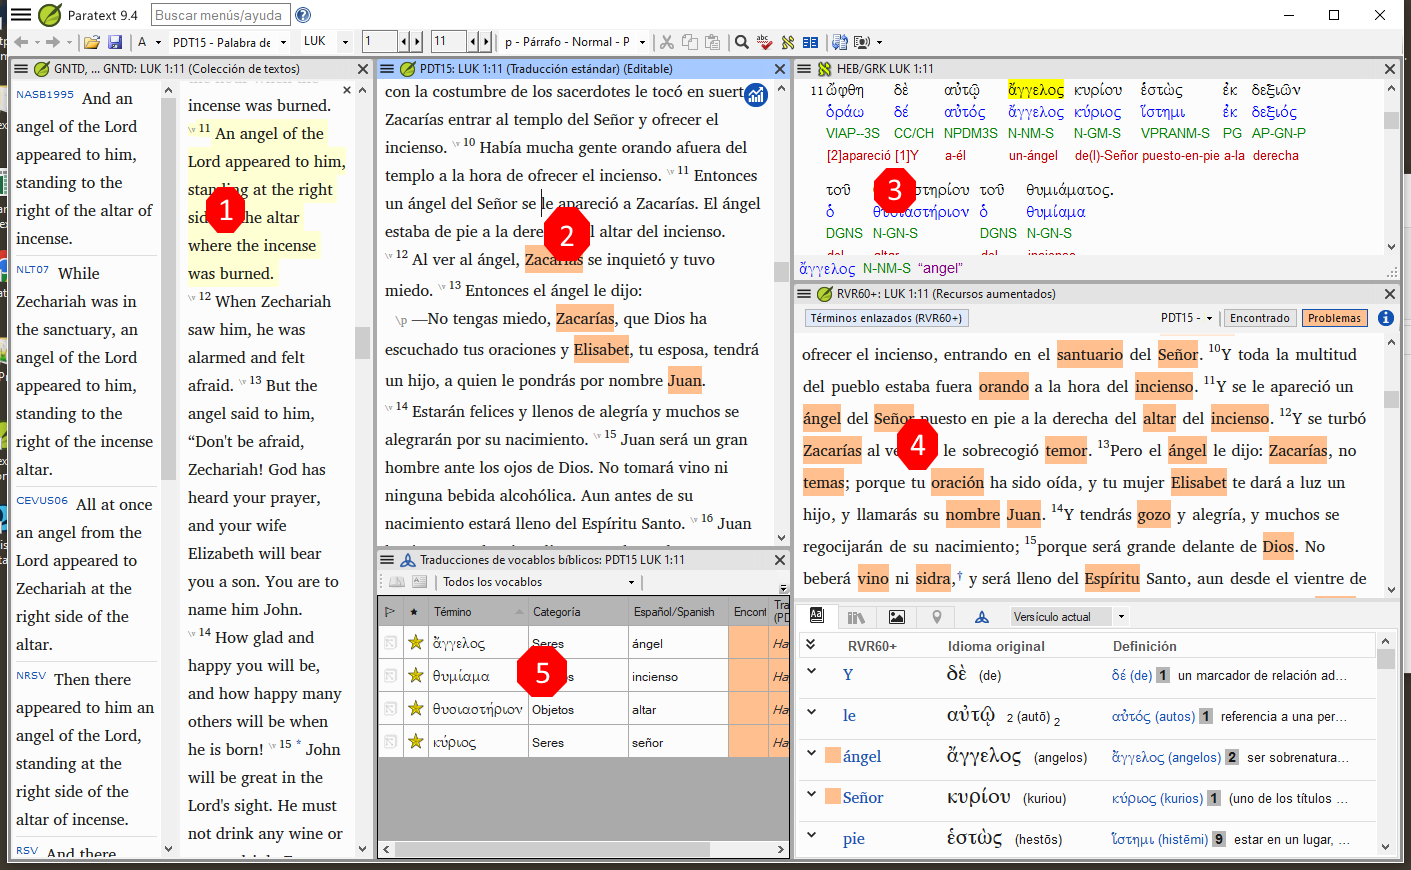 Paratext 9.4
Buscar menús/ayuda
A
PDT15 - Palabra de
LUK
1
11
p - Párrafo - Normal - P
GNTD, ... GNTD: LUK 1:11 (Colección de textos)
NASB1995 And an
angel of the Lord
appeared to him,
standing to the
right of the altar of
incense.
NLT07 While
Zechariah was in
the sanctuary, an
angel of the Lord
appeared to him,
standing to the
right of the incense
altar.
CEVUS06 All at once
an angel from the
Lord appeared to
Zechariah at the
right side of the
altar.
NRSV Then there
appeared to him an
angel of the Lord,
standing at the
right side of the
altar of incense.
RSV And there
incense was burned.
\v 11 An angel of the
Lord appeared to him,
standing at the right
1
the altar
where the incense
was burned.
\v 12 When Zechariah
saw him, he was
alarmed and felt
afraid. \v 13 But the
angel said to him,
“Don't be afraid,
Zechariah! God has
heard your prayer,
and your wife
Elizabeth will bear
you a son. You are to
name him John.
\v 14 How glad and
happy you will be,
and how happy many
others will be when
he is born! \v 15 * John
will be great in the
Lord's sight. He must
not drink any wine or
PDT15: LUK 1:11 (Traducción estándar) (Editable)
con la costumbre de los sacerdotes le tocó en suert
Zacarías entrar al templo del Señor y ofrecer el
incienso. \v 10 Había mucha gente orando afuera del
templo a la hora de ofrecer el incienso. \v 11 Entonces
un ángel del Señor se le apareció a Zacarías. El ángel
estaba de pie a la dere 2 l altar del incienso.
\v 12 Al ver al ángel, Zacarías se inquietó y tuvo
miedo. \v 13 Entonces el ángel le dijo:
\p —No tengas miedo, Zacarías, que Dios ha
escuchado tus oraciones y Elisabet, tu esposa, tendrá
un hijo, a quien le pondrás por nombre Juan.
\v 14 Estarán felices y llenos de alegría y muchos se
alegrarán por su nacimiento. \v 15 Juan será un gran
hombre ante los ojos de Dios. No tomará vino ni
ninguna bebida alcohólica. Aun antes de su
nacimiento estará lleno del Espíritu Santo. \v 16 Juan
Traducciones de vocablos bíblicos: PDT15 LUK 1:11
Todos los vocablos
Término Categoría Español/Spanish Encont Tra (PD
ἄγγελος Seres ángel Ha
θυμίαμα 5 incienso Ha
θυσιαστήριον Objetos altar Ha
κύριος Seres señor Ha
HEB/GRK LUK 1:11
11 ὤφθη δὲ αὐτῷ ἄγγελος κυρίου ἑστὼς ἐκ δεξιῶν
ὁράω δέ αὐτός ἄγγελος κύριος ἵστημι ἐκ δεξιός
VIAP--3S CC/CH NPDM3S N-NM-S N-GM-S VPRANM-S PG AP-GN-P
[2]apareció [1]Y a-él un-ángel de(l)-Señor puesto-en-pie a-la derecha
τοῦ 3 στηρίου τοῦ θυμιάματος.
ὁ θυσιαστήριον ὁ θυμίαμα
DGNS N-GN-S DGNS N-GN-S
del altar del incienso
ἄγγελος N-NM-S “angel”
RVR60+: LUK 1:11 (Recursos aumentados)
Términos enlazados (RVR60+)
PDT15 -
Encontrado
Problemas
ofrecer el incienso, entrando en el santuario del Señor. 10Y toda la multitud
del pueblo estaba fuera orando a la hora del incienso. 11Y se le apareció un
ángel del Señor puesto en pie a la derecha del altar del incienso. 12Y se turbó
Zacarías al ve 4 le sobrecogió temor. 13Pero el ángel le dijo: Zacarías, no
temas; porque tu oración ha sido oída, y tu mujer Elisabet te dará a luz un
hijo, y llamarás su nombre Juan. 14Y tendrás gozo y alegría, y muchos se
regocijarán de su nacimiento; 15porque será grande delante de Dios. No
beberá vino ni sidra,† y será lleno del Espíritu Santo, aun desde el vientre de
Versículo actual
RVR60+ Idioma original Definición
Y δὲ (de) δέ (de) 1 un marcador de relación ad...
le αὐτῷ 2 (autō) 2 αὐτός (autos) 1 referencia a una per...
ángel ἄγγελος (angelos) ἄγγελος (angelos) 2 ser sobrenatura...
Señor κυρίου (kuriou) κύριος (kurios) 1 (uno de los títulos ...
pie ἑστὼς (hestōs) ἵστημι (histēmi) 9 estar en un lugar, ...